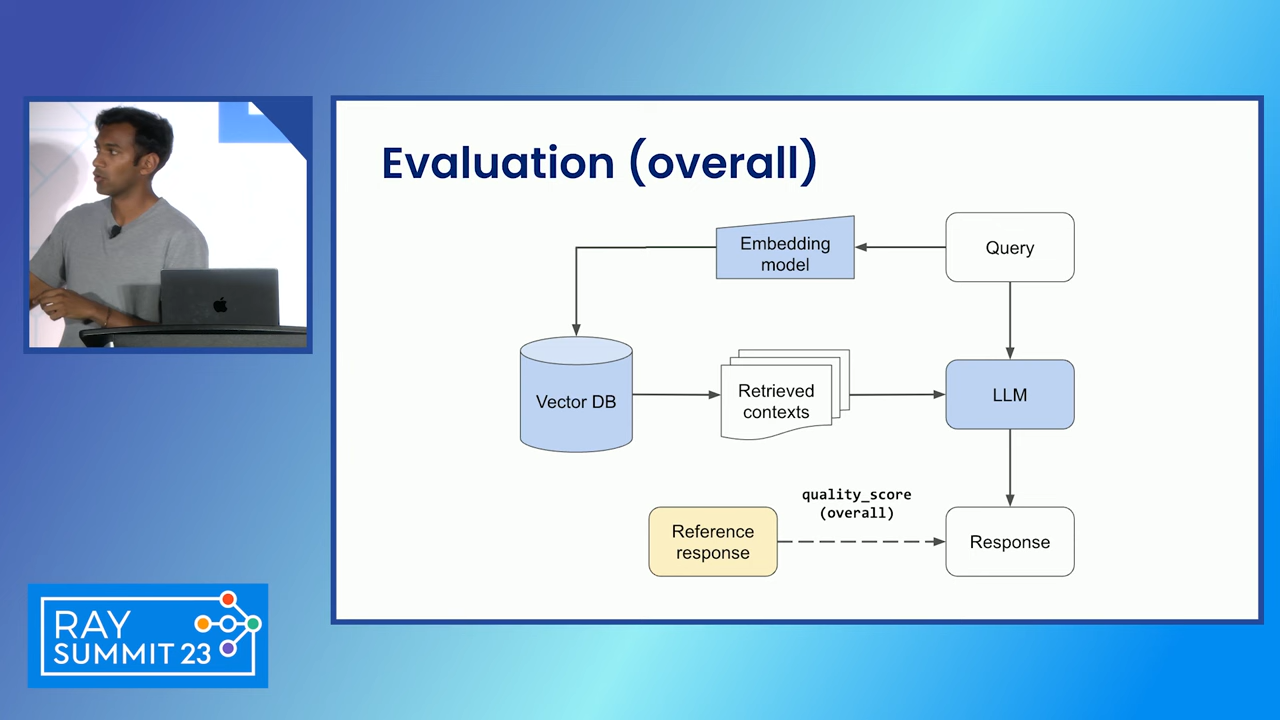 Evaluation (overall)
Embedding
model
Query
Vector DB
Retrieved
contexts
LLM
quality_score
(overall)
Reference
response
Response
RAY
SUMMIT 23